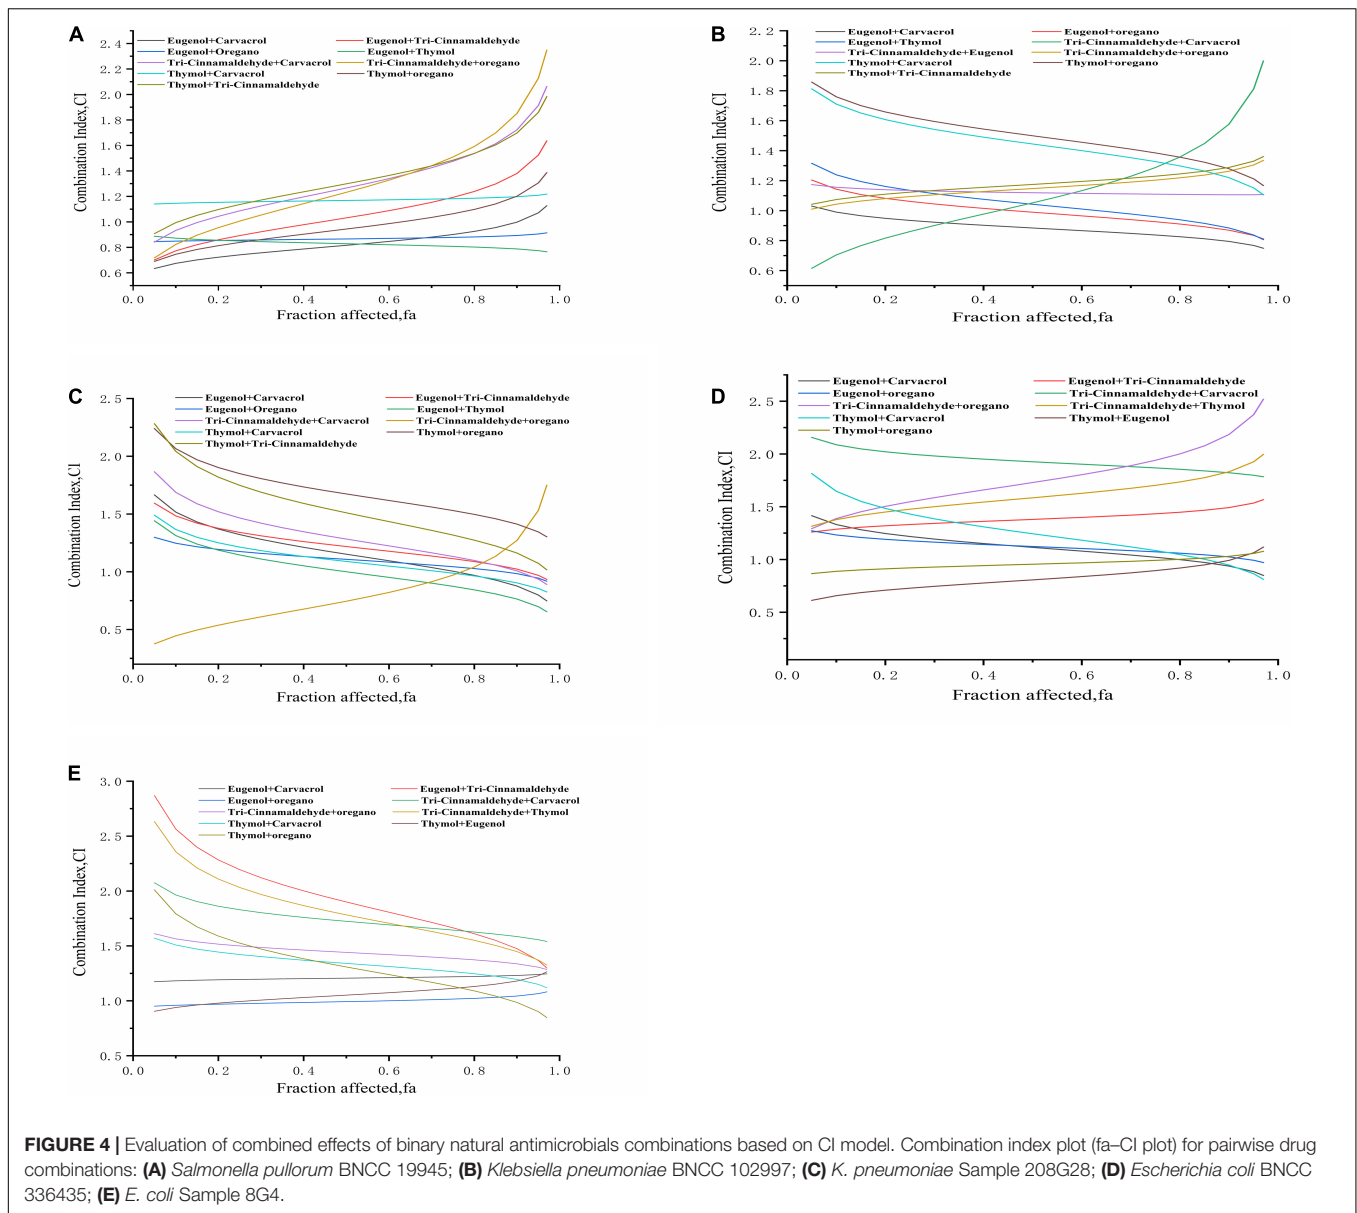 A
Eugenol+Carvacrol
Eugenol+Tri-Cinnamaldehyde
Eugenol+Oregano
Eugenol+Thymol
Tri-Cinnamaldehyde+Carvacrol
Tri-Cinnamaldehyde+oregano
Thymol+Carvacrol
Thymol+oregano
Thymol+Tri-Cinnamaldehyde
Combination Index,CI
2.4
2.2
2.0
1.8
1.6
1.4
1.2
1.0
0.8
0.6
0.0 0.2 0.4 0.6 0.8 1.0
Fraction affected,fa
B
Eugenol+Carvacrol
Eugenol+oregano
Eugenol+Thymol
Tri-Cinnamaldehyde+Carvacrol
Tri-Cinnamaldehyde+Eugenol
Tri-Cinnamaldehyde+oregano
Thymol+Carvacrol
Thymol+oregano
Thymol+Tri-Cinnamaldehyde
Combination Index,CI
2.2
2.0
1.8
1.6
1.4
1.2
1.0
0.8
0.6
0.0 0.2 0.4 0.6 0.8 1.0
Fraction affected,fa
C
Eugenol+Carvacrol
Eugenol+Tri-Cinnamaldehyde
Eugenol+Oregano
Eugenol+Thymol
Tri-Cinnamaldehyde+Carvacrol
Tri-Cinnamaldehyde+oregano
Thymol+Carvacrol
Thymol+oregano
Thymol+Tri-Cinnamaldehyde
Combination Index,CI
2.5
2.0
1.5
1.0
0.5
0.0 0.2 0.4 0.6 0.8 1.0
Fraction affected,fa
D
Eugenol+Carvacrol
Eugenol+Tri-Cinnamaldehyde
Eugenol+oregano
Tri-Cinnamaldehyde+Carvacrol
Tri-Cinnamaldehyde+oregano
Tri-Cinnamaldehyde+Thymol
Thymol+Carvacrol
Thymol+Eugenol
Thymol+oregano
Combination Index,CI
2.5
2.0
1.5
1.0
0.5
0.0 0.2 0.4 0.6 0.8 1.0
Fraction affected,fa
E
Eugenol+Carvacrol
Eugenol+Tri-Cinnamaldehyde
Eugenol+oregano
Tri-Cinnamaldehyde+Carvacrol
Tri-Cinnamaldehyde+oregano
Tri-Cinnamaldehyde+Thymol
Thymol+Carvacrol
Thymol+Eugenol
Thymol+oregano
Combination Index,CI
3.0
2.5
2.0
1.5
1.0
0.5
0.0 0.2 0.4 0.6 0.8 1.0
Fraction affected,fa
FIGURE 4 | Evaluation of combined effects of binary natural antimicrobials combinations based on CI model. Combination index plot (fa–CI plot) for pairwise drug
combinations: (A) Salmonella pullorum BNCC 19945; (B) Klebsiella pneumoniae BNCC 102997; (C) K. pneumoniae Sample 208G28; (D) Escherichia coli BNCC
336435; (E) E. coli Sample 8G4.